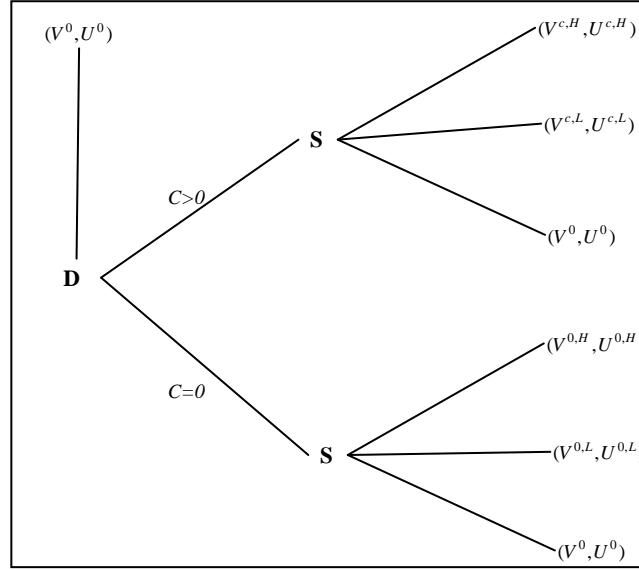 (V^0,U^0)
(V^{c,H},U^{c,H})
S
(V^{c,L},U^{c,L})
C>0
(V^0,U^0)
D
(V^{0,H},U^{0,H}
C=0
S
(V^{0,L},U^{0,L}
(V^0,U^0)